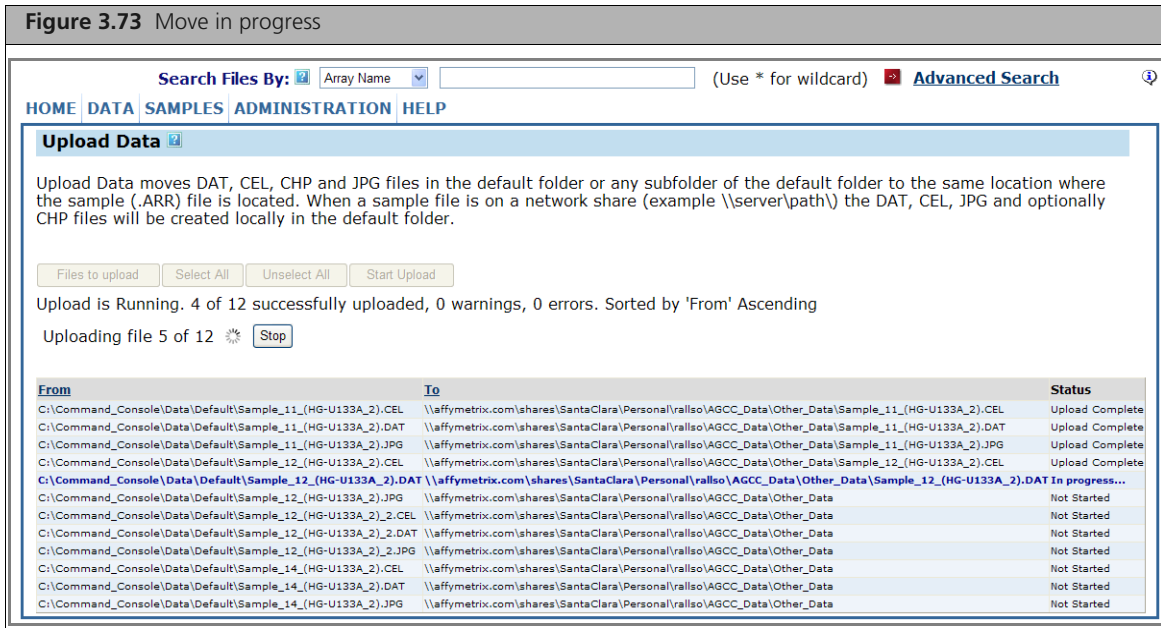 Figure 3.73 Move in progress
Search Files By: ? Array Name (Use * for wildcard) Advanced Search
HOME DATA SAMPLES ADMINISTRATION HELP
Upload Data ?
Upload Data moves DAT, CEL, CHP and JPG files in the default folder or any subfolder of the default folder to the same location where
the sample (.ARR) file is located. When a sample file is on a network share (example \\server\path\) the DAT, CEL, JPG and optionally
CHP files will be created locally in the default folder.
Files to upload Select All Unselect All Start Upload
Upload is Running. 4 of 12 successfully uploaded, 0 warnings, 0 errors. Sorted by 'From' Ascending
Uploading file 5 of 12 Stop
From To Status
C:\Command_Console\Data\Default\Sample_11_(HG-U133A_2).CEL \\affymetrix.com\shares\SantaClara\Personal\rallso\AGCC_Data\Other_Data\Sample_11_(HG-U133A_2).CEL Upload Complete
C:\Command_Console\Data\Default\Sample_11_(HG-U133A_2).DAT \\affymetrix.com\shares\SantaClara\Personal\rallso\AGCC_Data\Other_Data\Sample_11_(HG-U133A_2).DAT Upload Complete
C:\Command_Console\Data\Default\Sample_11_(HG-U133A_2).JPG \\affymetrix.com\shares\SantaClara\Personal\rallso\AGCC_Data\Other_Data\Sample_11_(HG-U133A_2).JPG Upload Complete
C:\Command_Console\Data\Default\Sample_12_(HG-U133A_2).CEL \\affymetrix.com\shares\SantaClara\Personal\rallso\AGCC_Data\Other_Data\Sample_12_(HG-U133A_2).CEL Upload Complete
C:\Command_Console\Data\Default\Sample_12_(HG-U133A_2).DAT \\affymetrix.com\shares\SantaClara\Personal\rallso\AGCC_Data\Other_Data\Sample_12_(HG-U133A_2).DAT In progress...
C:\Command_Console\Data\Default\Sample_12_(HG-U133A_2).JPG \\affymetrix.com\shares\SantaClara\Personal\rallso\AGCC_Data\Other_Data Not Started
C:\Command_Console\Data\Default\Sample_12_(HG-U133A_2)_2.CEL \\affymetrix.com\shares\SantaClara\Personal\rallso\AGCC_Data\Other_Data Not Started
C:\Command_Console\Data\Default\Sample_12_(HG-U133A_2)_2.DAT \\affymetrix.com\shares\SantaClara\Personal\rallso\AGCC_Data\Other_Data Not Started
C:\Command_Console\Data\Default\Sample_12_(HG-U133A_2)_2.JPG \\affymetrix.com\shares\SantaClara\Personal\rallso\AGCC_Data\Other_Data Not Started
C:\Command_Console\Data\Default\Sample_14_(HG-U133A_2).CEL \\affymetrix.com\shares\SantaClara\Personal\rallso\AGCC_Data\Other_Data Not Started
C:\Command_Console\Data\Default\Sample_14_(HG-U133A_2).DAT \\affymetrix.com\shares\SantaClara\Personal\rallso\AGCC_Data\Other_Data Not Started
C:\Command_Console\Data\Default\Sample_14_(HG-U133A_2).JPG \\affymetrix.com\shares\SantaClara\Personal\rallso\AGCC_Data\Other_Data Not Started